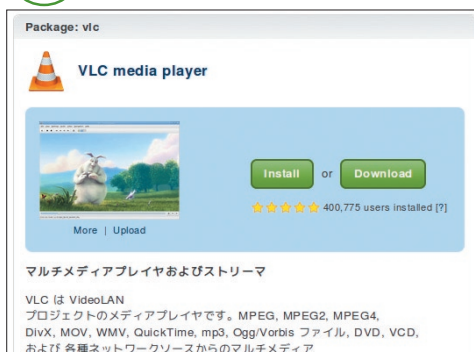 Package: vlc
VLC media player
Install or Download
400,775 users installed [?]
More | Upload
マルチメディアプレイヤおよびストリーマ
VLC は VideoLAN
プロジェクトのメディアプレイヤです。MPEG, MPEG2, MPEG4,
DivX, MOV, WMV, QuickTime, mp3, Ogg/Vorbis ファイル, DVD, VCD,
および 各種ネットワークソースからのマルチメディア